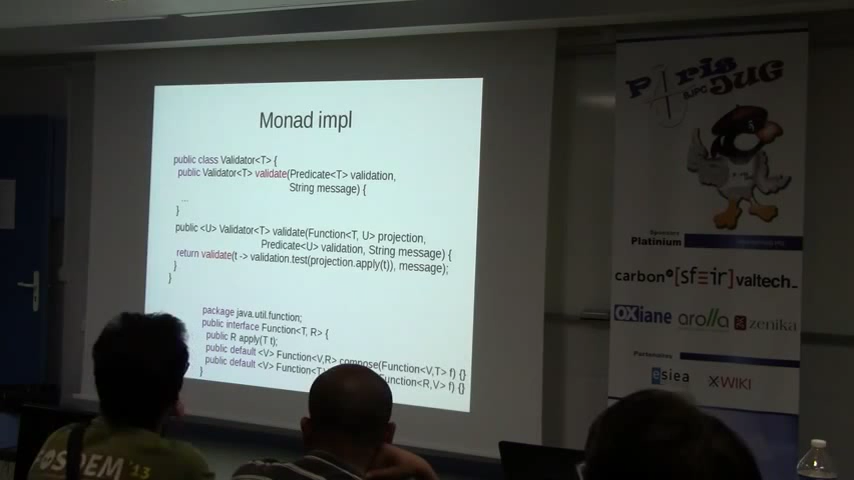 Monad impl
public class Validator<T> {
public Validator<T> validate(Predicate<T> validation,
String message) {
...
}
public <U> Validator<T> validate(Function<T, U> projection,
Predicate<U> validation, String message) {
return validate(t -> validation.test(projection.apply(t)), message);
}
}
package java.util.function;
public interface Function<T, R> {
public R apply(T t);
public default <V> Function<V,R> compose(Function<V,T> f) {}
public default <V> Function<T, Function<R,V> f) {}
}
Paris JUG
Platinium
carbon [sfeir] valtech_
oxiane arolla zenika
Partenaires
esiea XWIKI
FOSDEM '13